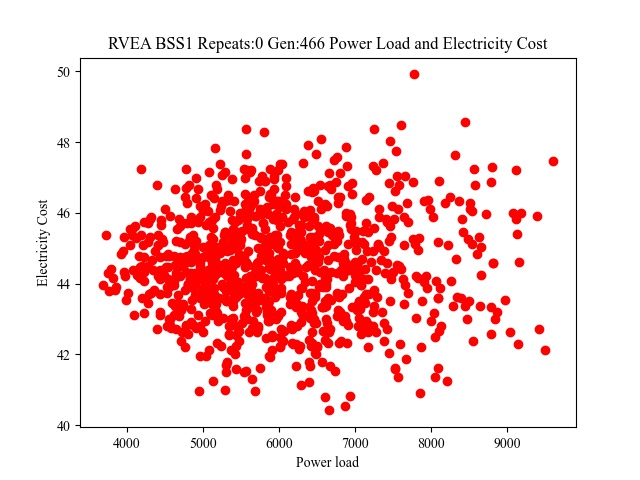 RVEA BSS1 Repeats:0 Gen:466 Power Load and Electricity Cost
50
48
46
44
42
40
Electricity Cost
4000 5000 6000 7000 8000 9000
Power load